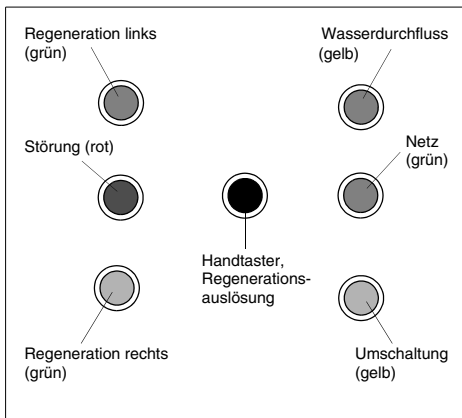 Regeneration links
(grün)
Wasserdurchfluss
(gelb)
Störung (rot)
Netz
(grün)
Handtaster,
Regenerations-
auslösung
Regeneration rechts
(grün)
Umschaltung
(gelb)